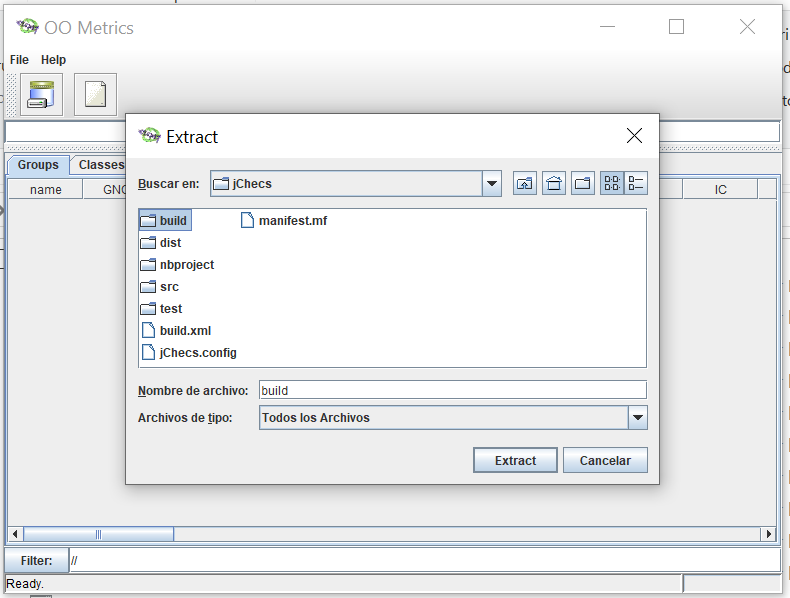 OO Metrics
File Help
Extract
Buscar en: jChecs
Groups Classes
name
IC
build
dist
nbproject
src
test
build.xml
jChecs.config
manifest.mf
Nombre de archivo: build
Archivos de tipo: Todos los Archivos
Extract Cancelar
Filter: //
Ready.